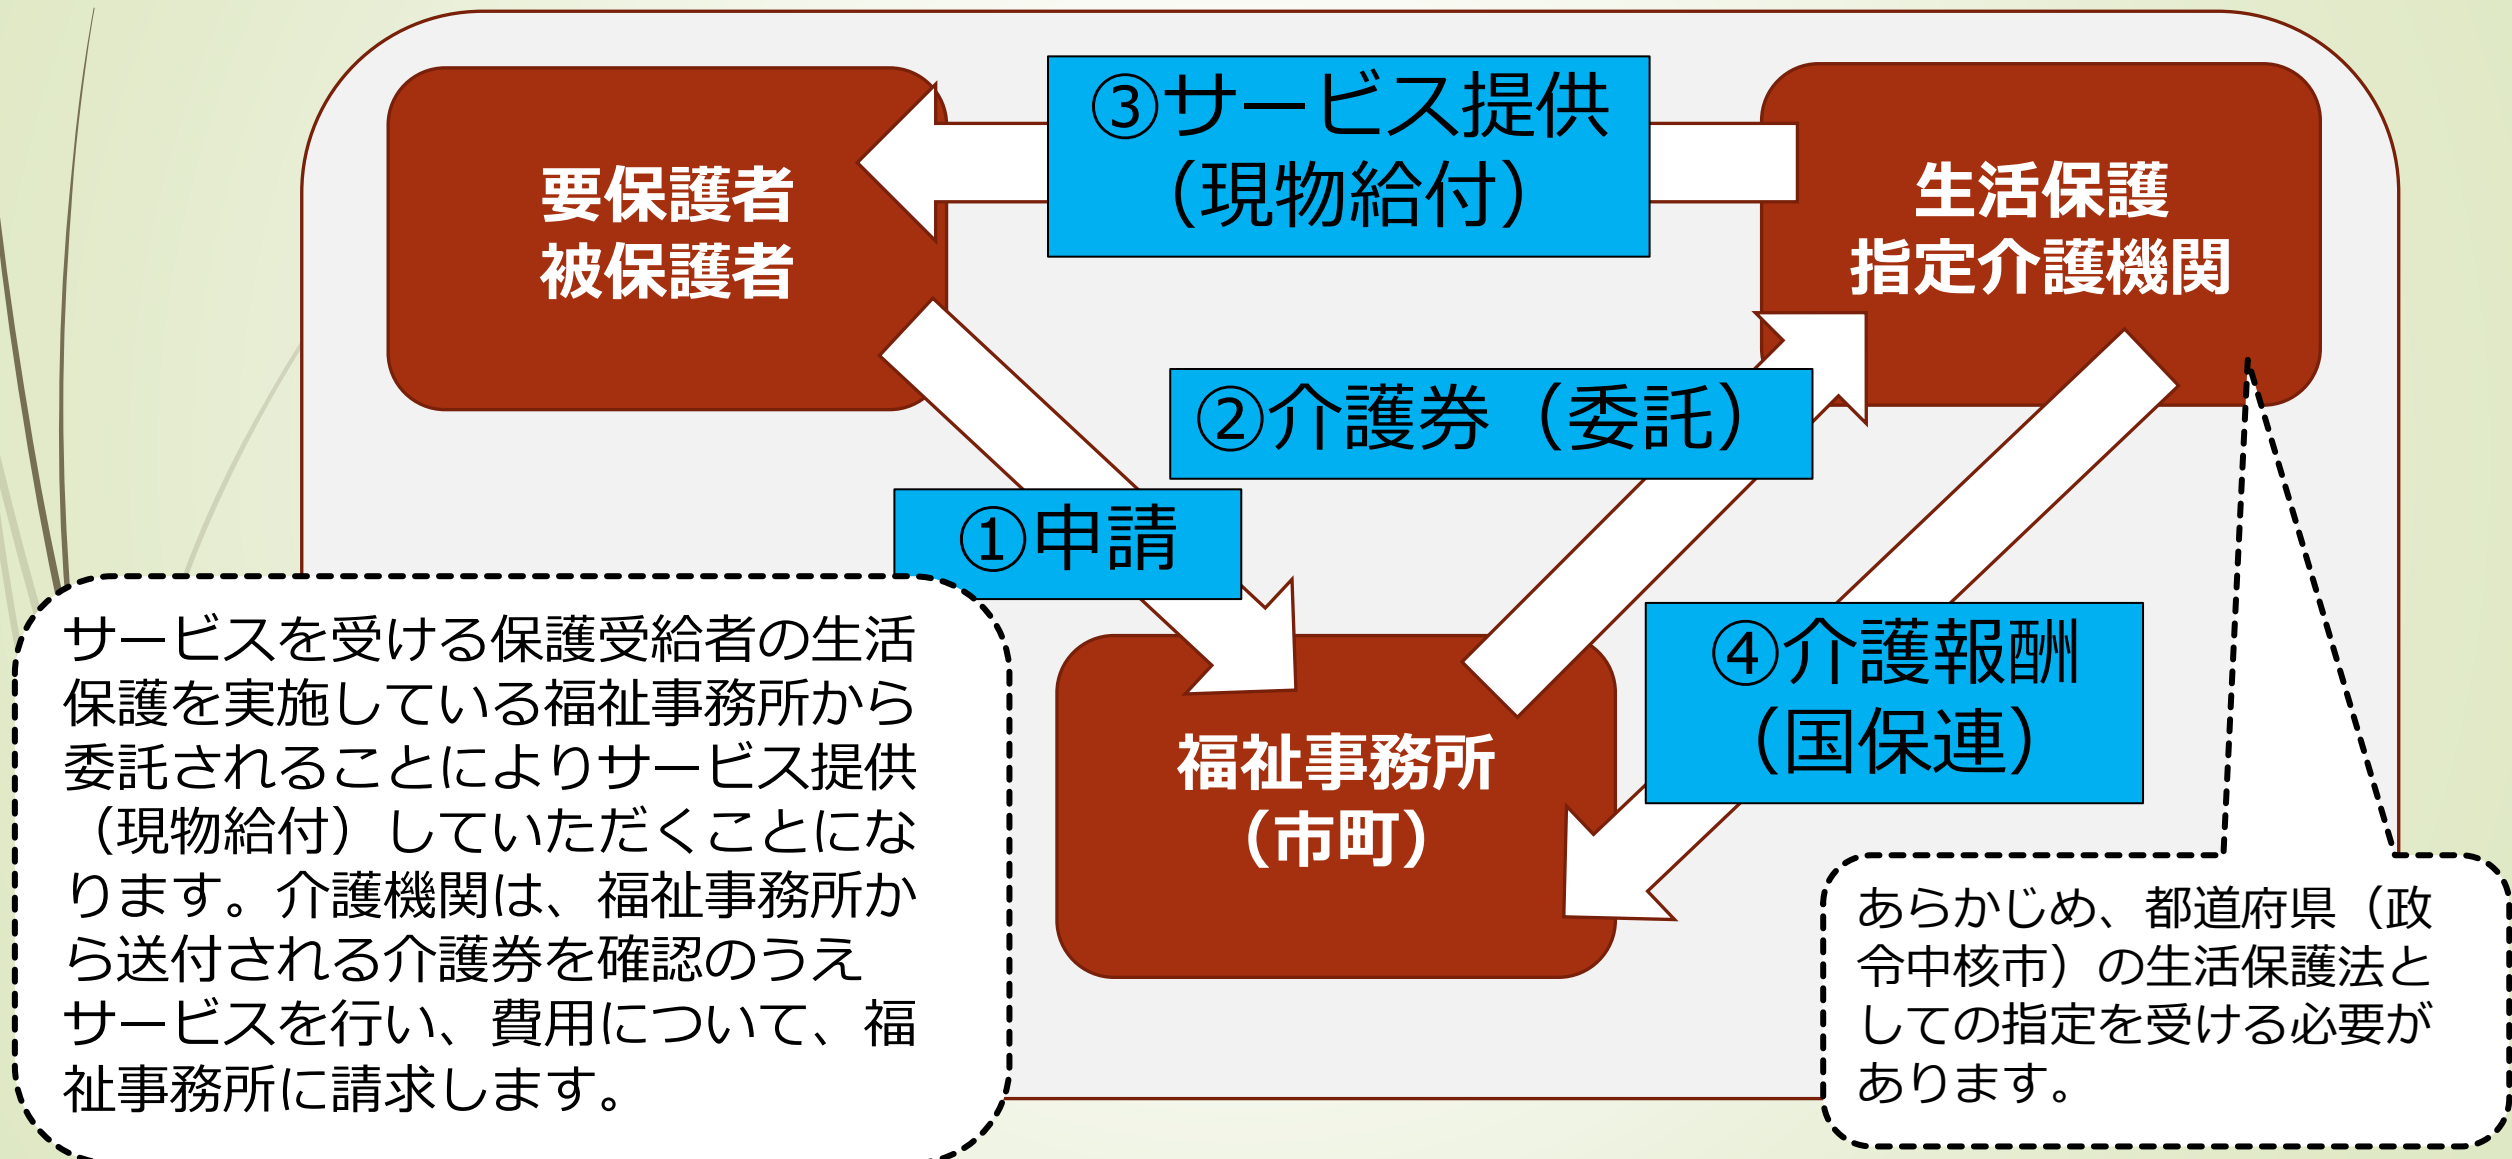 要保護者
被保護者
③サービス提供
（現物給付）
生活保護
指定介護機関
②介護券（委託）
①申請
福祉事務所
（市町）
④介護報酬
（国保連）
サービスを受ける保護受給者の生活
保護を実施している福祉事務所から
委託されることによりサービス提供
（現物給付）していただくことにな
ります。介護機関は、福祉事務所か
ら送付される介護券を確認のうえ
サービスを行い、費用について、福
祉事務所に請求します。
あらかじめ、都道府県（政
令中核市）の生活保護法と
しての指定を受ける必要が
あります。